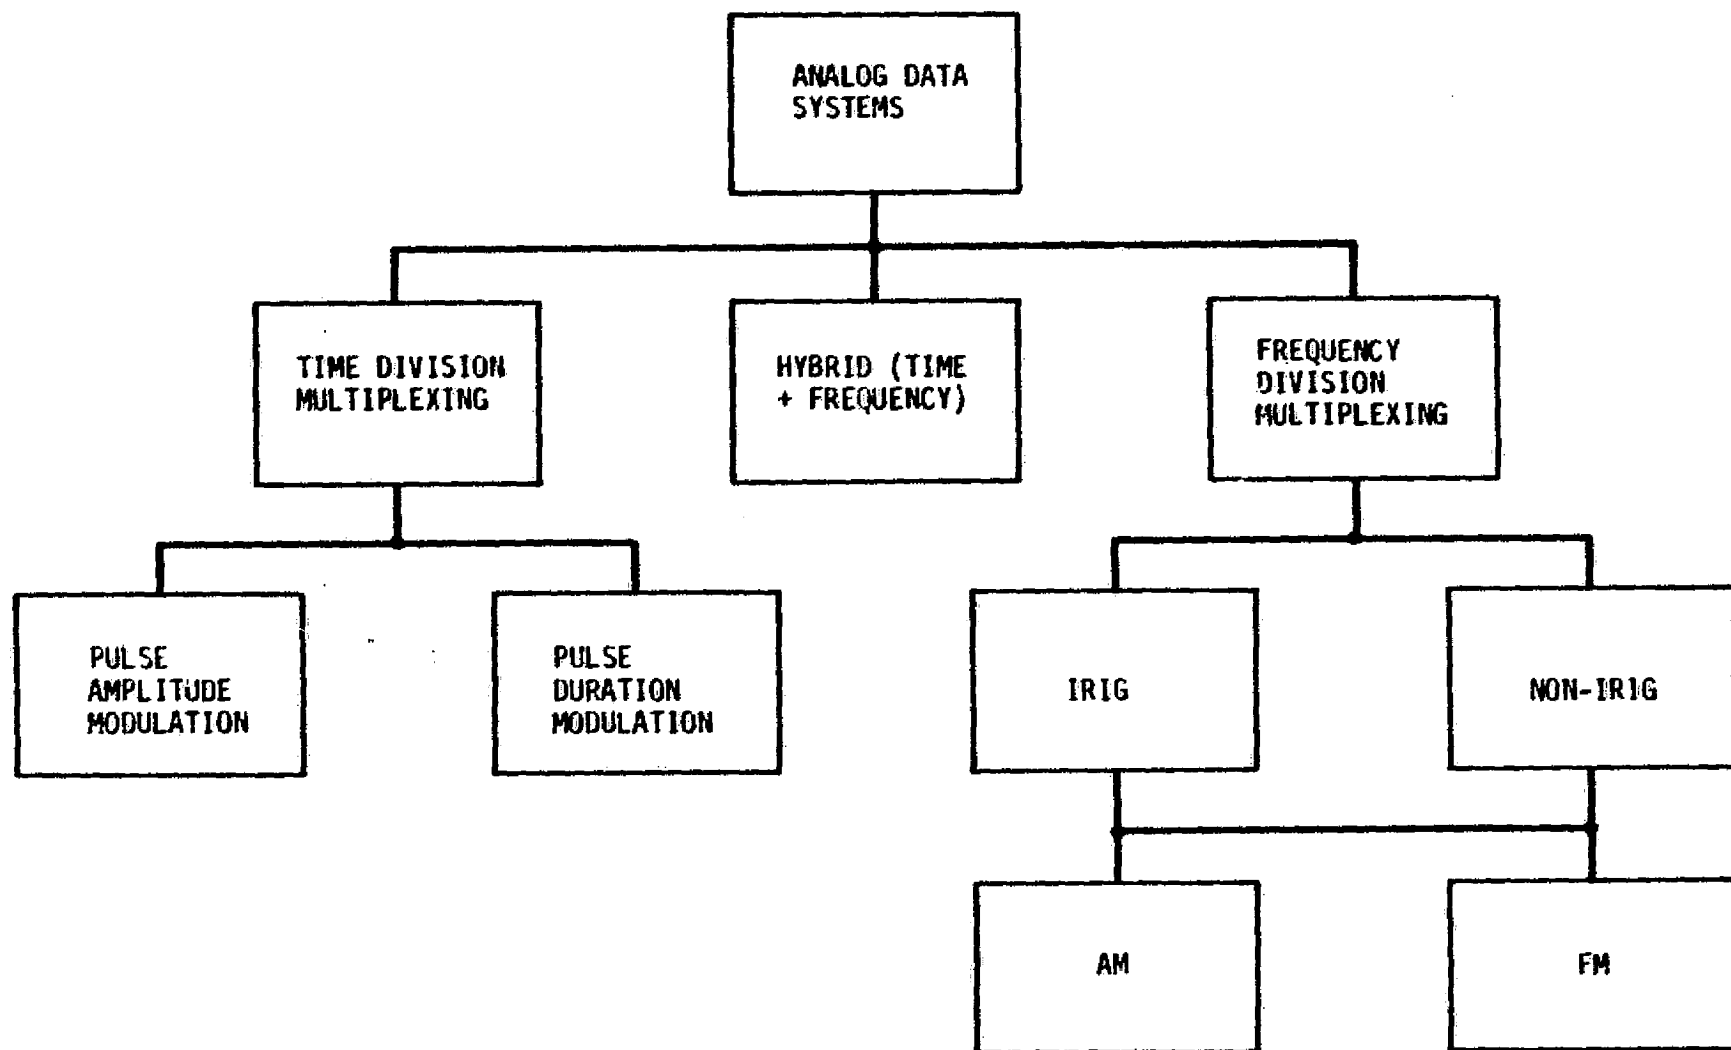 ANALOG DATA
SYSTEMS
TIME DIVISION
MULTIPLEXING
HYBRID (TIME
+ FREQUENCY)
FREQUENCY
DIVISION
MULTIPLEXING
PULSE
AMPLITUDE
MODULATION
PULSE
DURATION
MODULATION
IRIG
NON-IRIG
AM
FM